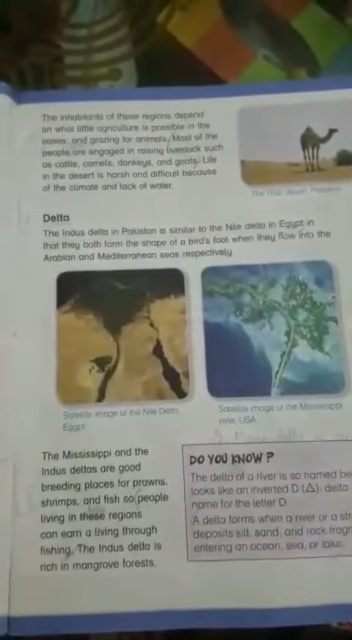 The inhabitants of these regions depend
on what little agriculture is possible in the
oases, and grazing for animals. Most of the
people are engaged in raising livestock such
as cattle, camels, donkeys, and goats. Life
in the desert is harsh and difficult because
of the climate and lack of water.
The Thar desert, Pakistan
Delta
The Indus delta in Pakistan is similar to the Nile delta in Egypt in
that they both form the shape of a bird's foot when they flow into the
Arabian and Mediterranean seas respectively.
Satellite image of the Nile Delta,
Egypt
Satellite image of the Mississippi
river, USA
The Mississippi and the
Indus deltas are good
breeding places for prawns,
shrimps, and fish so people
living in these regions
can earn a living through
fishing. The Indus delta is
rich in mangrove forests.
DO YOU KNOW?
The delta of a river is so named be
looks like an inverted D (Δ); delta
name for the letter D.
A delta forms when a river or a str
deposits silt, sand, and rock frag
entering an ocean, sea, or lake.